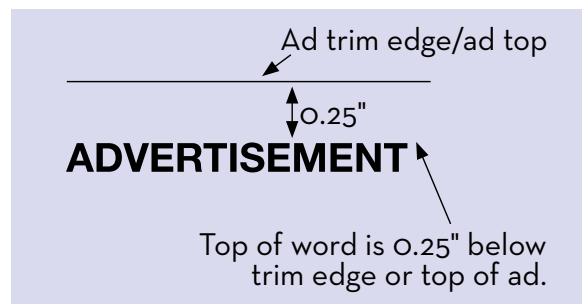 Ad trim edge/ad top
0.25"
ADVERTISEMENT
Top of word is 0.25" below
trim edge or top of ad.